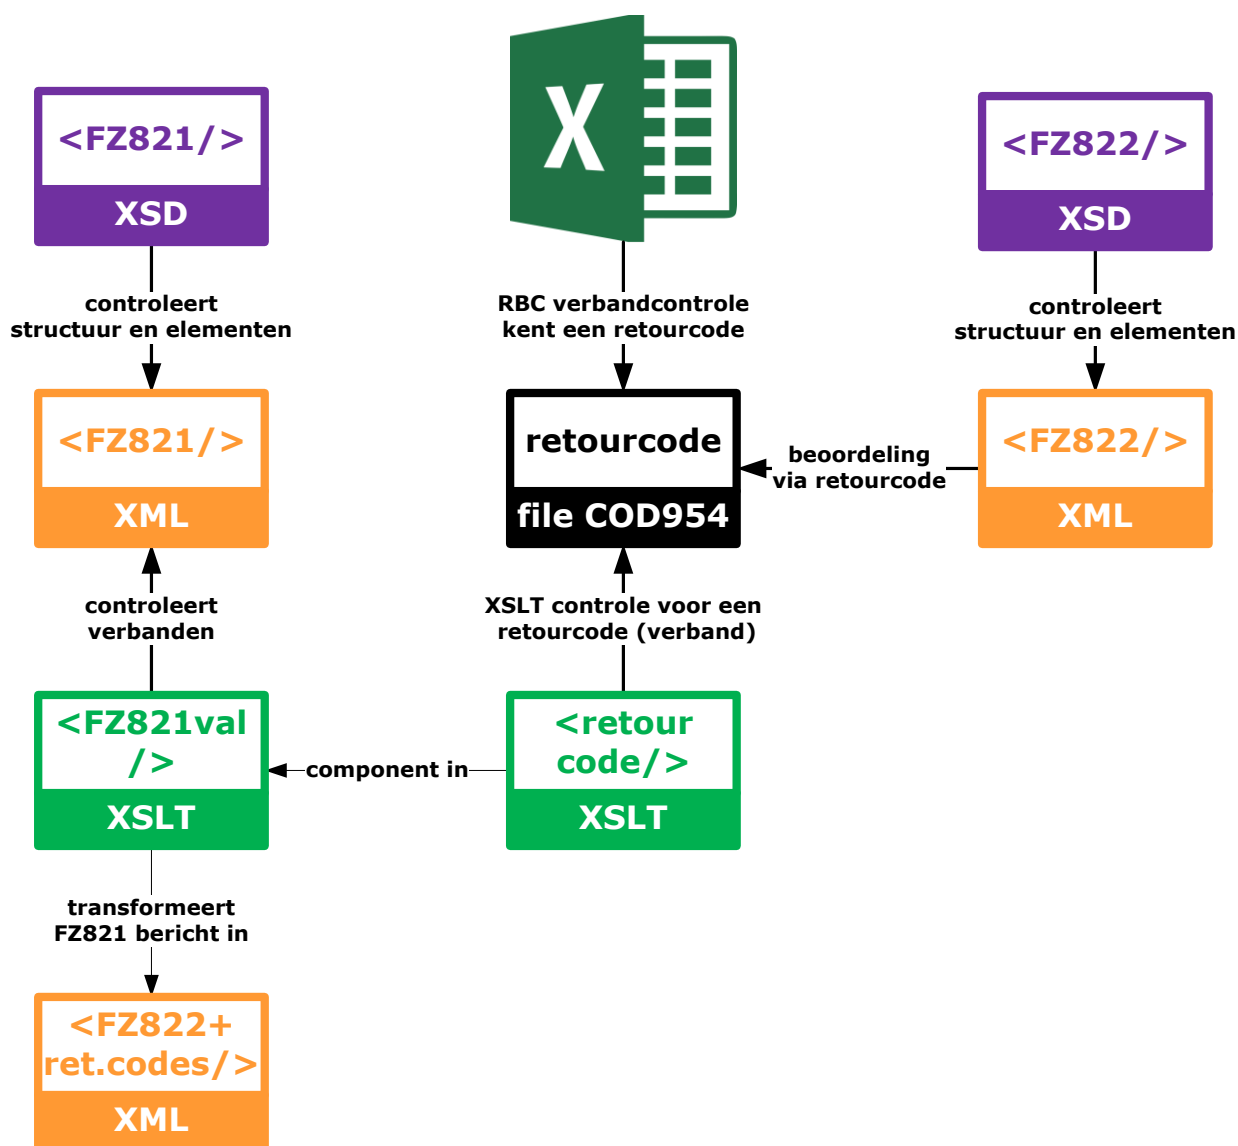 <FZ821/>
XSD
X
<FZ822/>
XSD
controleert
structuur en elementen
RBC verbandcontrole
kent een retourcode
controleert
structuur en elementen
<FZ821/>
XML
retourcode
file COD954
beoordeling
via retourcode
<FZ822/>
XML
controleert
verbanden
XSLT controle voor een
retourcode (verband)
<FZ821val
/>
XSLT
component in
<retour
code/>
XSLT
transformeert
FZ821 bericht in
<FZ822+
ret.codes/>
XML